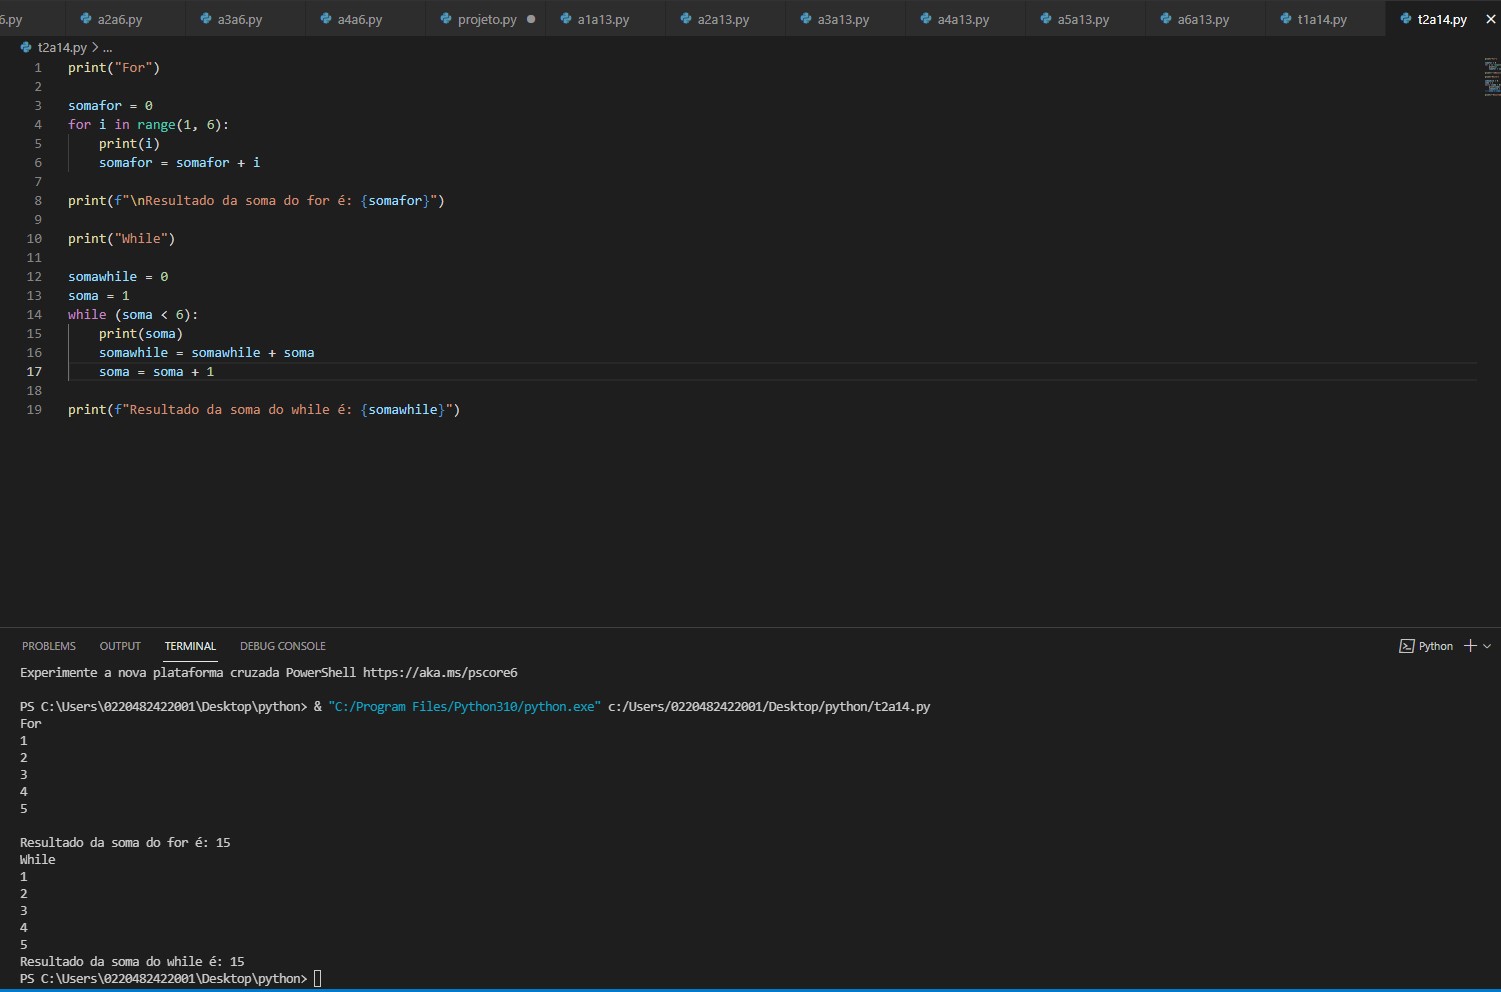 6.py a2a6.py a3a6.py a4a6.py projeto.py a1a13.py a2a13.py a3a13.py a4a13.py a5a13.py a6a13.py t1a14.py t2a14.py
t2a14.py > ...
1 print("For")
2
3 somafor = 0
4 for i in range(1, 6):
5 print(i)
6 somafor = somafor + i
7
8 print(f"\nResultado da soma do for é: {somafor}")
9
10 print("While")
11
12 somawhile = 0
13 soma = 1
14 while (soma < 6):
15 print(soma)
16 somawhile = somawhile + soma
17 soma = soma + 1
18
19 print(f"Resultado da soma do while é: {somawhile}")
PROBLEMS OUTPUT TERMINAL DEBUG CONSOLE Python
Experimente a nova plataforma cruzada PowerShell https://aka.ms/pscore6
PS C:\Users\0220482422001\Desktop\python> & "C:/Program Files/Python310/python.exe" c:/Users/0220482422001/Desktop/python/t2a14.py
For
1
2
3
4
5
Resultado da soma do for é: 15
While
1
2
3
4
5
Resultado da soma do while é: 15
PS C:\Users\0220482422001\Desktop\python>